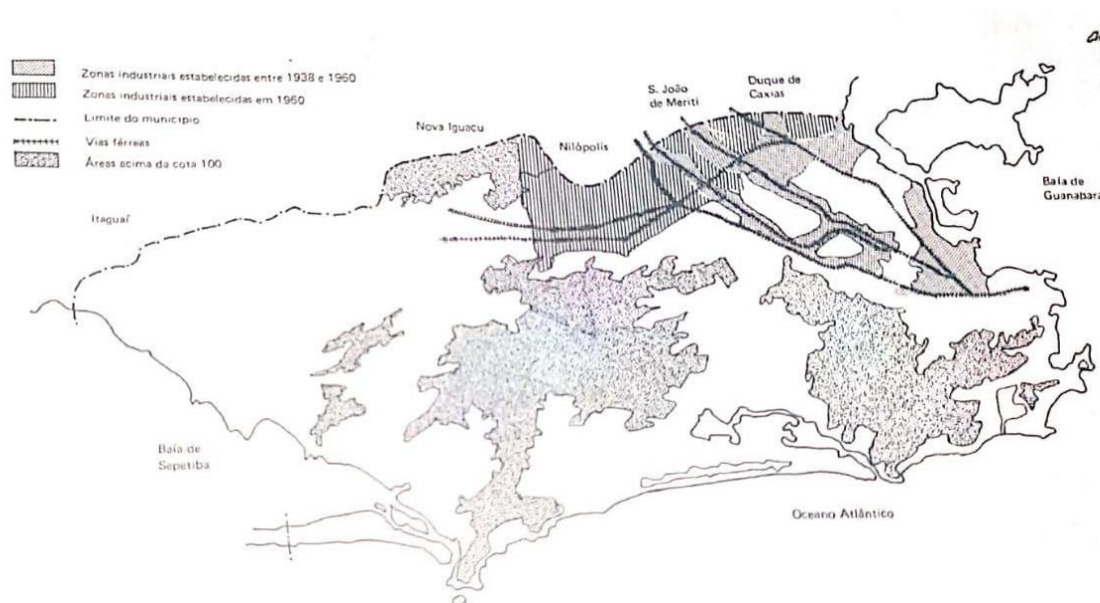 Zonas industriais estabelecidas entre 1938 e 1960
Zonas industriais estabelecidas em 1960
Limite do município
Vias férreas
Áreas acima da cota 100
S. João
de Meriti
Duque de
Caxias
Nova Iguaçu
Nilópolis
Baía de
Guanabara
Itaguaí
Baía de
Sepetiba
Oceano Atlântico